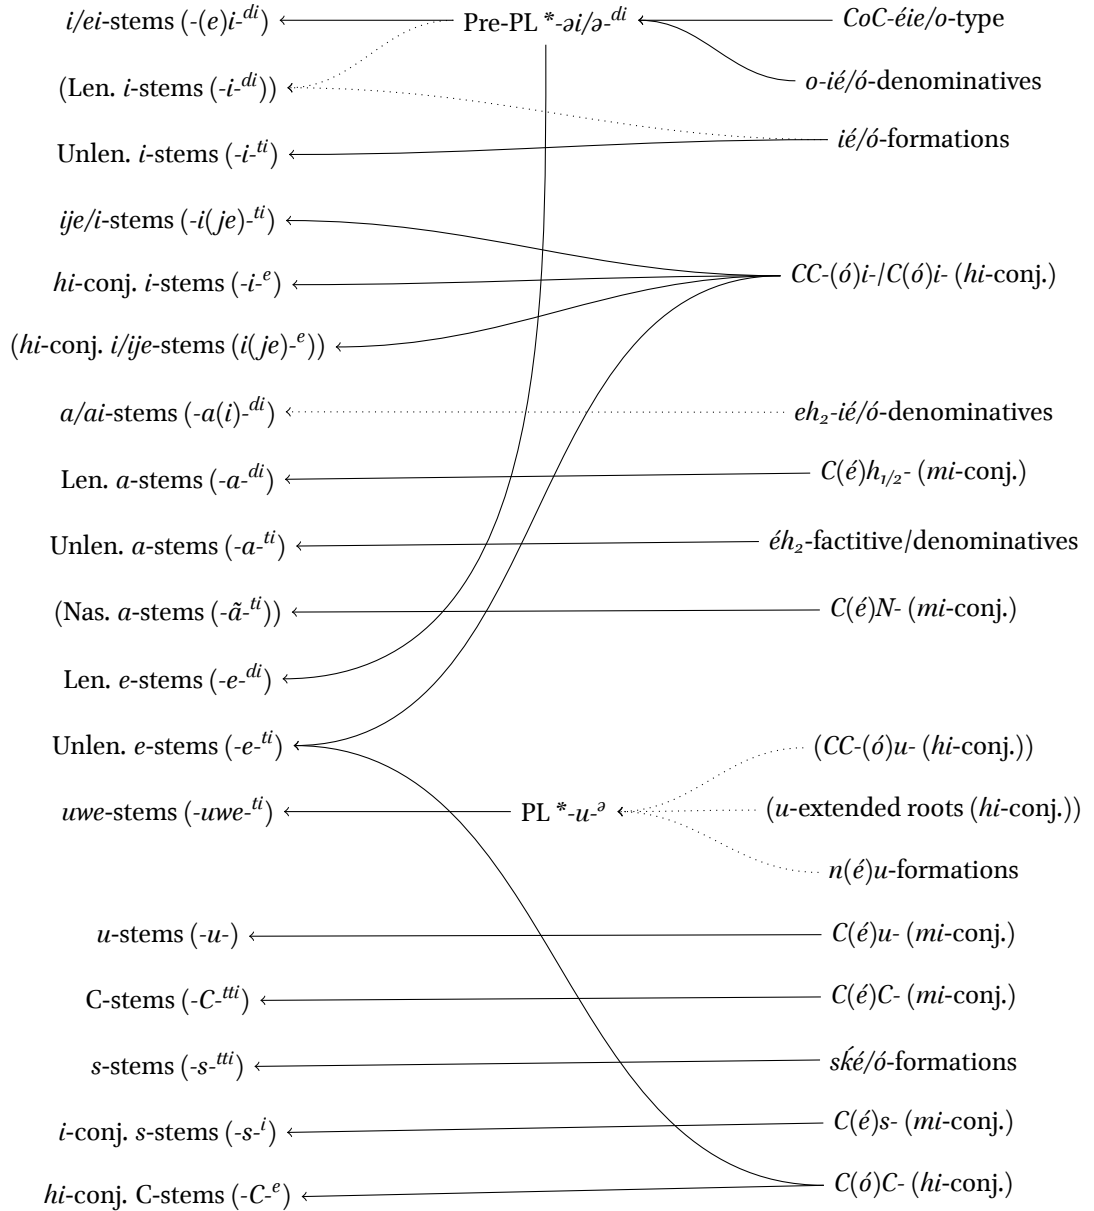 i/ei-stems (-(e)i-di)
Pre-PL *-əi/ə-di
CoC-éie/o-type
o-ié/ó-denominatives
(Len. i-stems (-i-di))
ié/ó-formations
Unlen. i-stems (-i-ti)
ije/i-stems (-i(je)-ti)
CC-(ó)i-/C(ó)i- (hi-conj.)
hi-conj. i-stems (-i-e)
(hi-conj. i/ije-stems (i(je)-e))
a/ai-stems (-a(i)-di)
eh₂-ié/ó-denominatives
Len. a-stems (-a-di)
C(é)h₁/₂- (mi-conj.)
Unlen. a-stems (-a-ti)
éh₂-factitive/denominatives
(Nas. a-stems (-ã-ti))
C(é)N- (mi-conj.)
Len. e-stems (-e-di)
Unlen. e-stems (-e-ti)
(CC-(ó)u- (hi-conj.))
uwe-stems (-uwe-ti)
PL *-u-ə
(u-extended roots (hi-conj.))
n(é)u-formations
u-stems (-u-)
C(é)u- (mi-conj.)
C-stems (-C-tti)
C(é)C- (mi-conj.)
s-stems (-s-tti)
sḱé/ó-formations
i-conj. s-stems (-s-i)
C(é)s- (mi-conj.)
hi-conj. C-stems (-C-e)
C(ó)C- (hi-conj.)